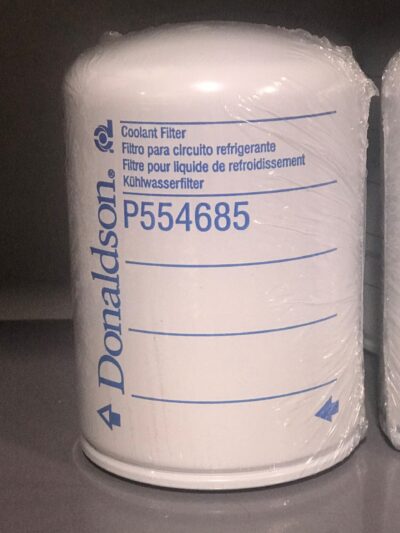 Coolant Filter
Filtro para circuito refrigerante
Filtre pour liquide de refroidissement
Kühlwasserfilter
P554685
Donaldson®